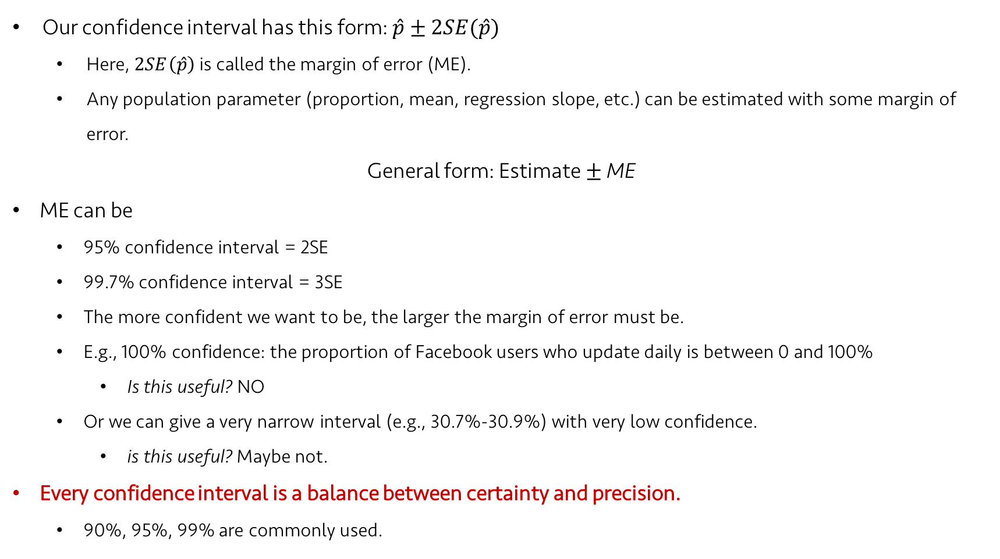 • Our confidence interval has this form: p̂ ± 2SE(p̂)
• Here, 2SE(p̂) is called the margin of error (ME).
• Any population parameter (proportion, mean, regression slope, etc.) can be estimated with some margin of
error.
General form: Estimate ± ME
• ME can be
• 95% confidence interval = 2SE
• 99.7% confidence interval = 3SE
• The more confident we want to be, the larger the margin of error must be.
• E.g., 100% confidence: the proportion of Facebook users who update daily is between 0 and 100%
• Is this useful? NO
• Or we can give a very narrow interval (e.g., 30.7%-30.9%) with very low confidence.
• is this useful? Maybe not.
• Every confidence interval is a balance between certainty and precision.
• 90%, 95%, 99% are commonly used.